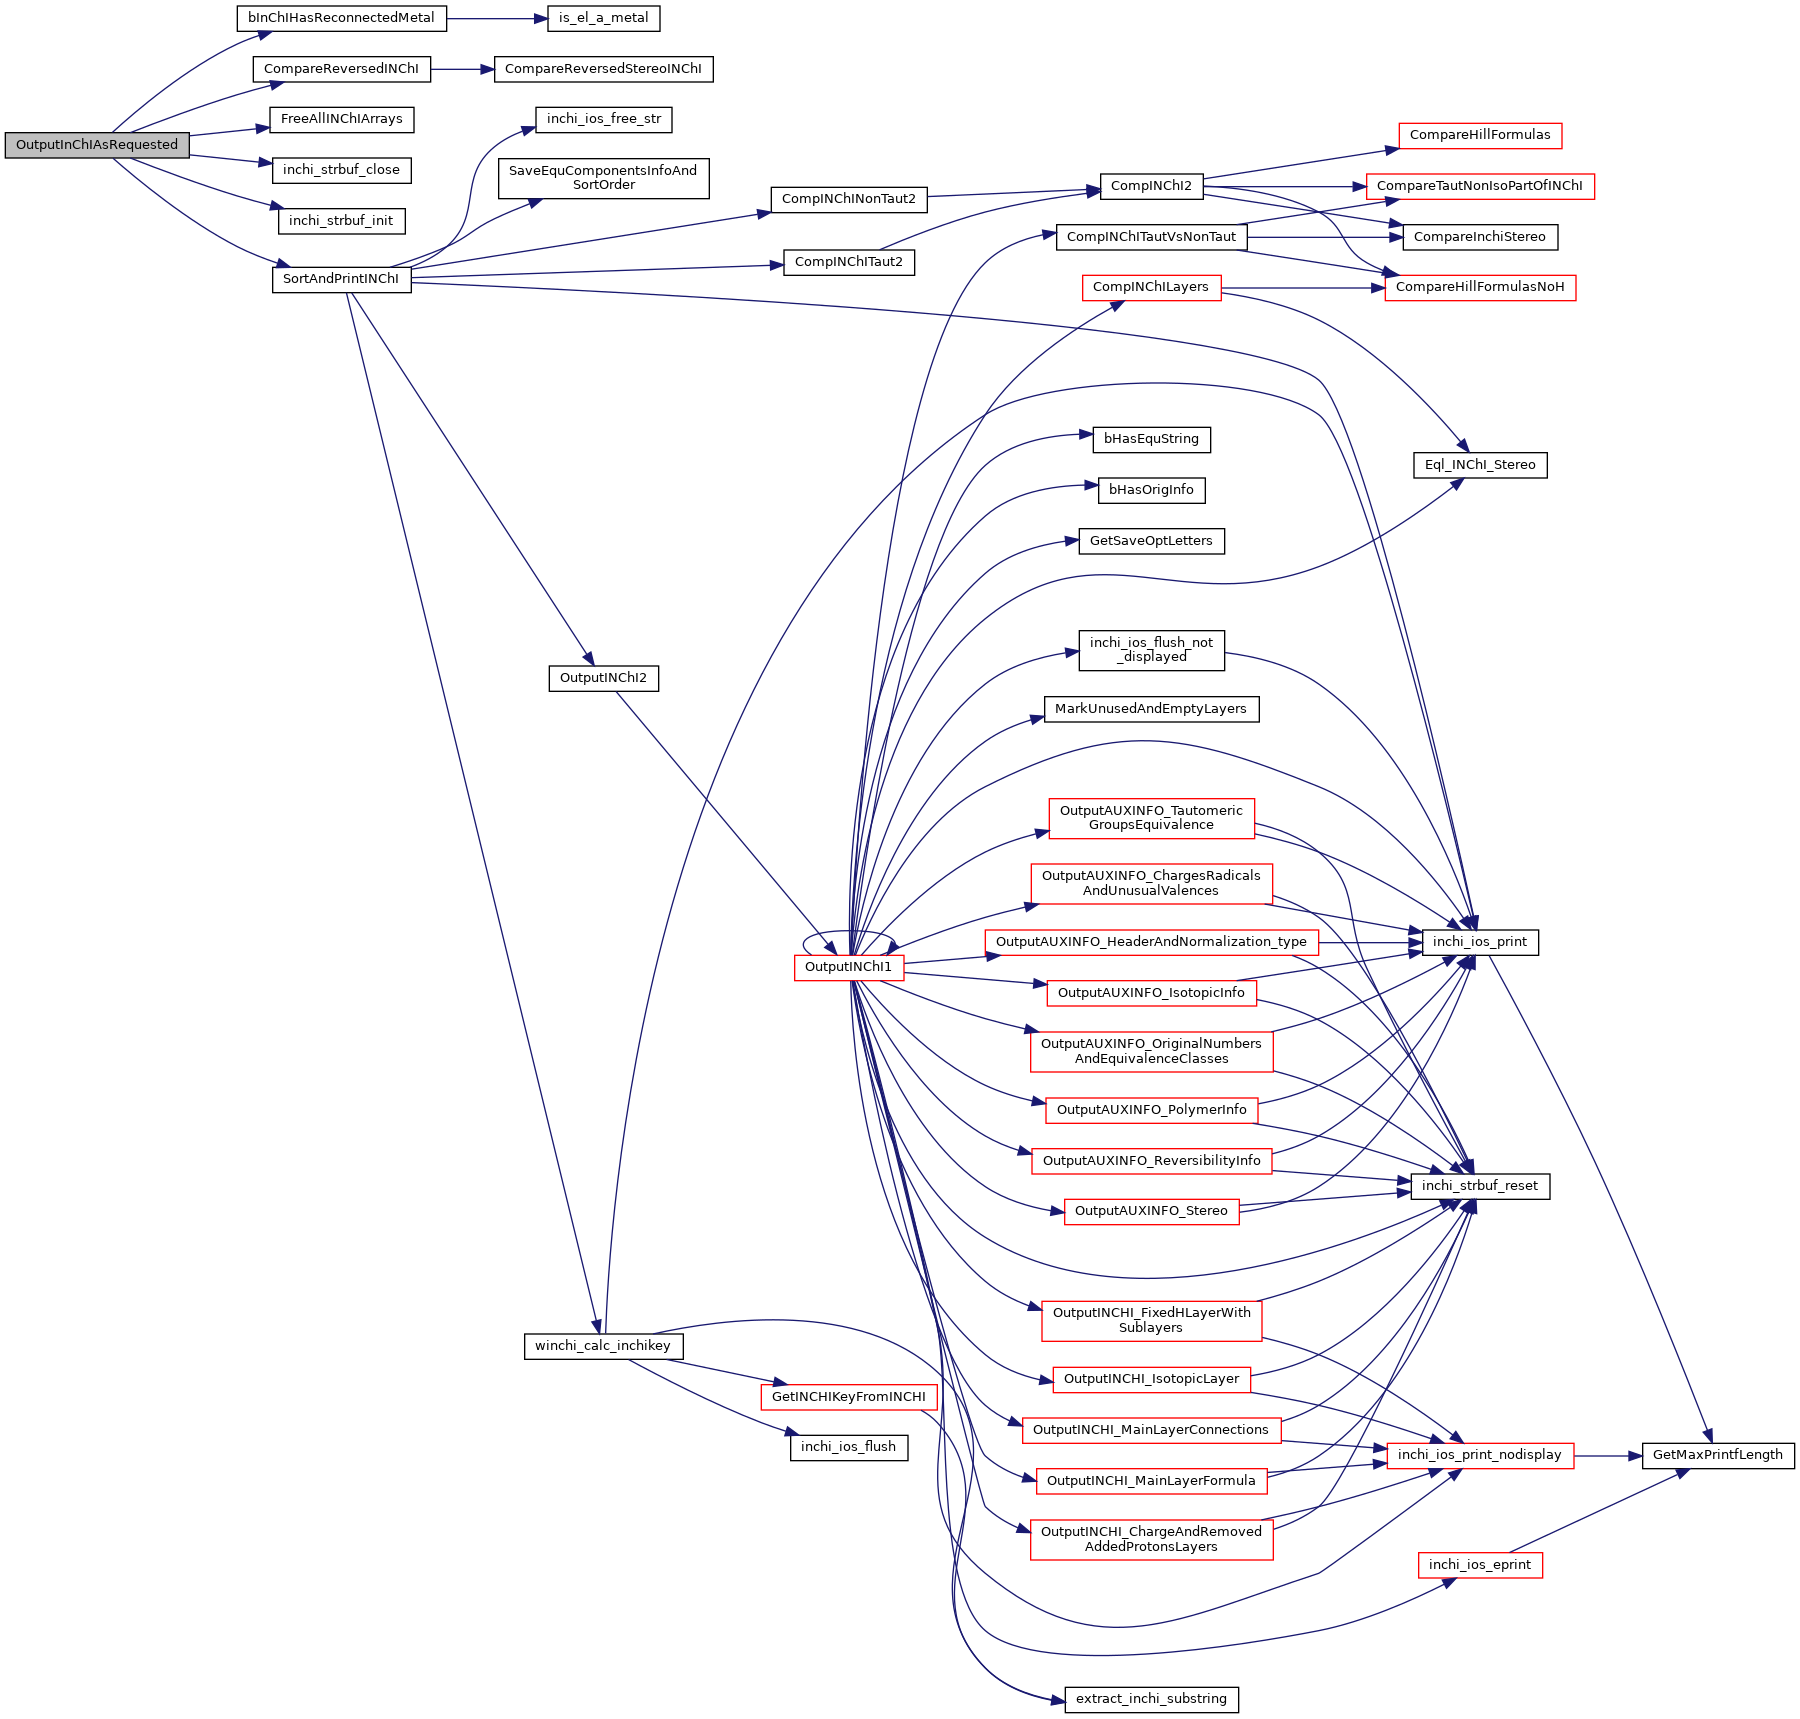 bInChIHasReconnectedMetal
is_el_a_metal
CompareReversedINChI
CompareReversedStereoINChI
FreeAllINChIArrays
inchi_ios_free_str
OutputInChIAsRequested
inchi_strbuf_close
inchi_strbuf_init
SaveEquComponentsInfoAnd
SortOrder
SortAndPrintINChI
CompINChINonTaut2
CompINChITaut2
CompINChI2
CompINChITautVsNonTaut
CompINChILayers
CompareHillFormulas
CompareTautNonIsoPartOfINChI
CompareInchiStereo
CompareHillFormulasNoH
bHasEquString
Eql_INChI_Stereo
bHasOrigInfo
GetSaveOptLetters
inchi_ios_flush_not
_displayed
OutputINChI2
MarkUnusedAndEmptyLayers
OutputAUXINFO_Tautomeric
GroupsEquivalence
OutputAUXINFO_ChargesRadicals
AndUnusualValences
OutputAUXINFO_HeaderAndNormalization_type
inchi_ios_print
OutputINChI1
OutputAUXINFO_IsotopicInfo
OutputAUXINFO_OriginalNumbers
AndEquivalenceClasses
OutputAUXINFO_PolymerInfo
OutputAUXINFO_ReversibilityInfo
inchi_strbuf_reset
OutputAUXINFO_Stereo
OutputINCHI_FixedHLayerWith
Sublayers
winchi_calc_inchikey
OutputINCHI_IsotopicLayer
GetINCHIKeyFromINCHI
OutputINCHI_MainLayerConnections
inchi_ios_flush
inchi_ios_print_nodisplay
GetMaxPrintfLength
OutputINCHI_MainLayerFormula
OutputINCHI_ChargeAndRemoved
AddedProtonsLayers
inchi_ios_eprint
extract_inchi_substring